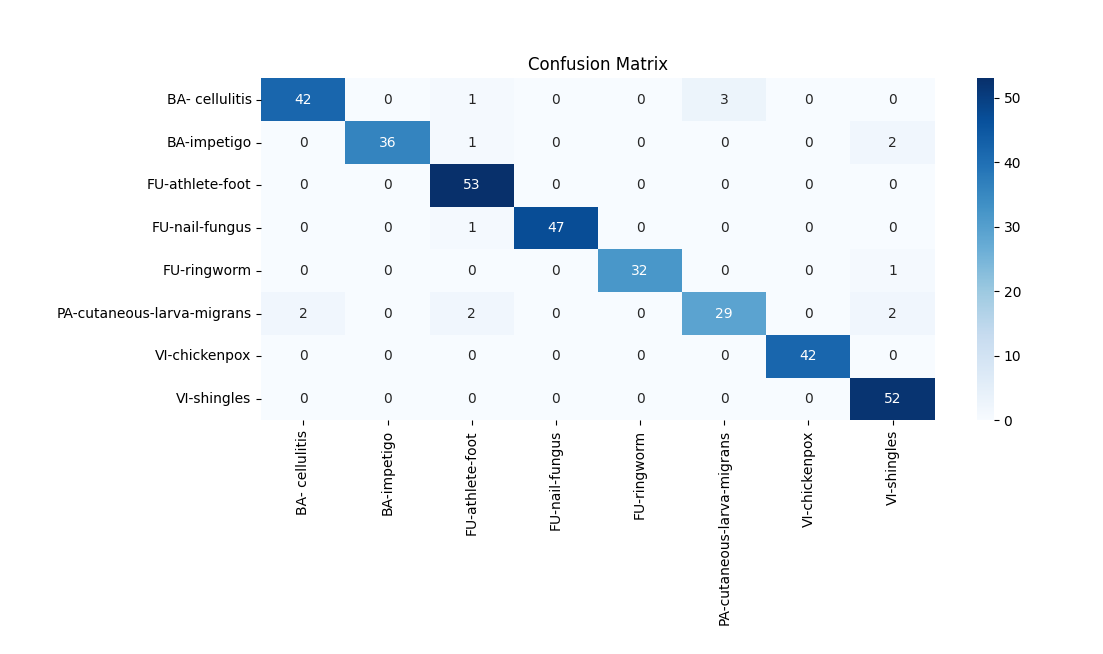 Confusion Matrix
BA- cellulitis 42 0 1 0 0 3 0 0
BA-impetigo 0 36 1 0 0 0 0 2
FU-athlete-foot 0 0 53 0 0 0 0 0
FU-nail-fungus 0 0 1 47 0 0 0 0
FU-ringworm 0 0 0 0 32 0 0 1
PA-cutaneous-larva-migrans 2 0 2 0 0 29 0 2
VI-chickenpox 0 0 0 0 0 0 42 0
VI-shingles 0 0 0 0 0 0 0 52
BA- cellulitis
BA-impetigo
FU-athlete-foot
FU-nail-fungus
FU-ringworm
PA-cutaneous-larva-migrans
VI-chickenpox
VI-shingles
50
40
30
20
10
0